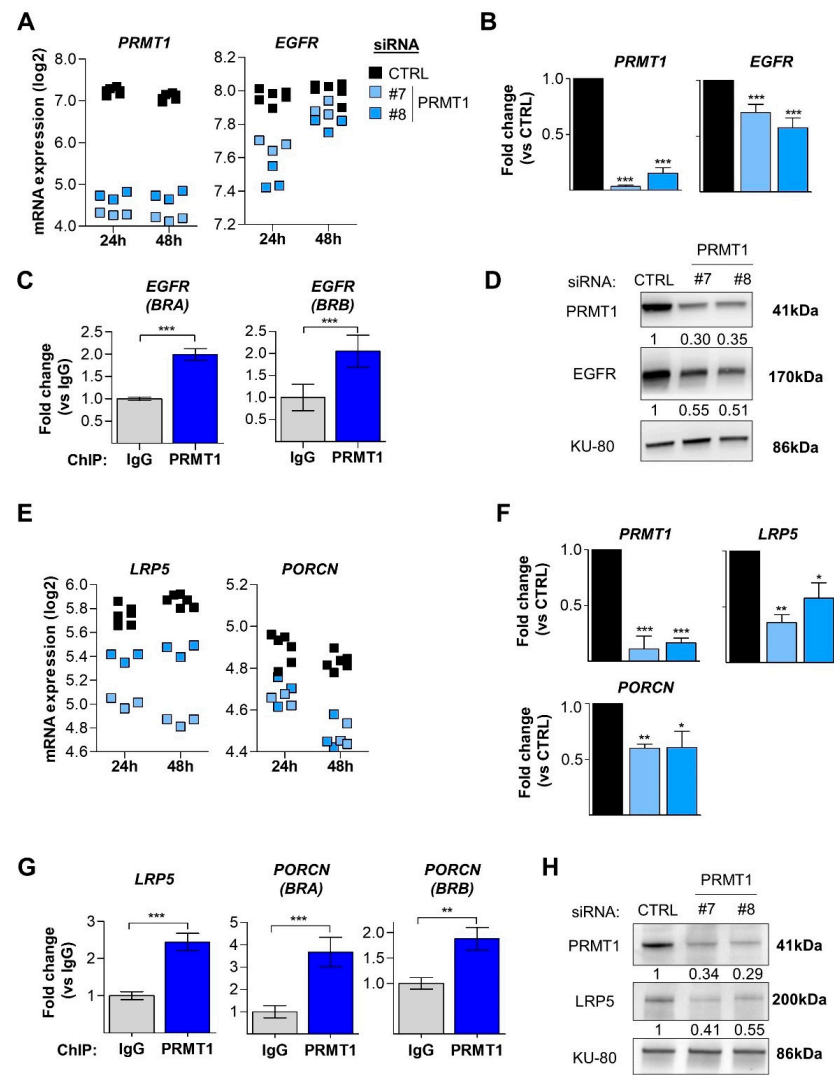 A
PRMT1
EGFR
siRNA
CTRL
#7
#8
PRMT1
mRNA expression (log2)
8.0
7.0
6.0
5.0
4.0
24h 48h
8.2
8.0
7.8
7.6
7.4
7.2
24h 48h
B
PRMT1
EGFR
Fold change
(vs CTRL)
1.0
0.5
*** ***
*** ***
C
EGFR
(BRA)
EGFR
(BRB)
Fold change
(vs IgG)
2.5
2.0
1.5
1.0
0.5
***
2.5
2.0
1.5
1.0
0.5
***
ChIP: IgG PRMT1 IgG PRMT1
D
PRMT1
siRNA: CTRL #7 #8
PRMT1 41kDa
1 0.30 0.35
EGFR 170kDa
1 0.55 0.51
KU-80 86kDa
E
LRP5
PORCN
mRNA expression (log2)
6.0
5.8
5.6
5.4
5.2
5.0
4.8
4.6
24h 48h
5.2
5.0
4.8
4.6
4.4
24h 48h
F
PRMT1
LRP5
Fold change
(vs CTRL)
1.0
0.5
*** ***
** *
PORCN
Fold change
(vs CTRL)
1.0
0.5
** *
G
LRP5
PORCN
(BRA)
PORCN
(BRB)
Fold change
(vs IgG)
3
2
1
***
5
4
3
2
1
***
2.0
1.0
**
ChIP: IgG PRMT1 IgG PRMT1 IgG PRMT1
H
PRMT1
siRNA: CTRL #7 #8
PRMT1 41kDa
1 0.34 0.29
LRP5 200kDa
1 0.41 0.55
KU-80 86kDa